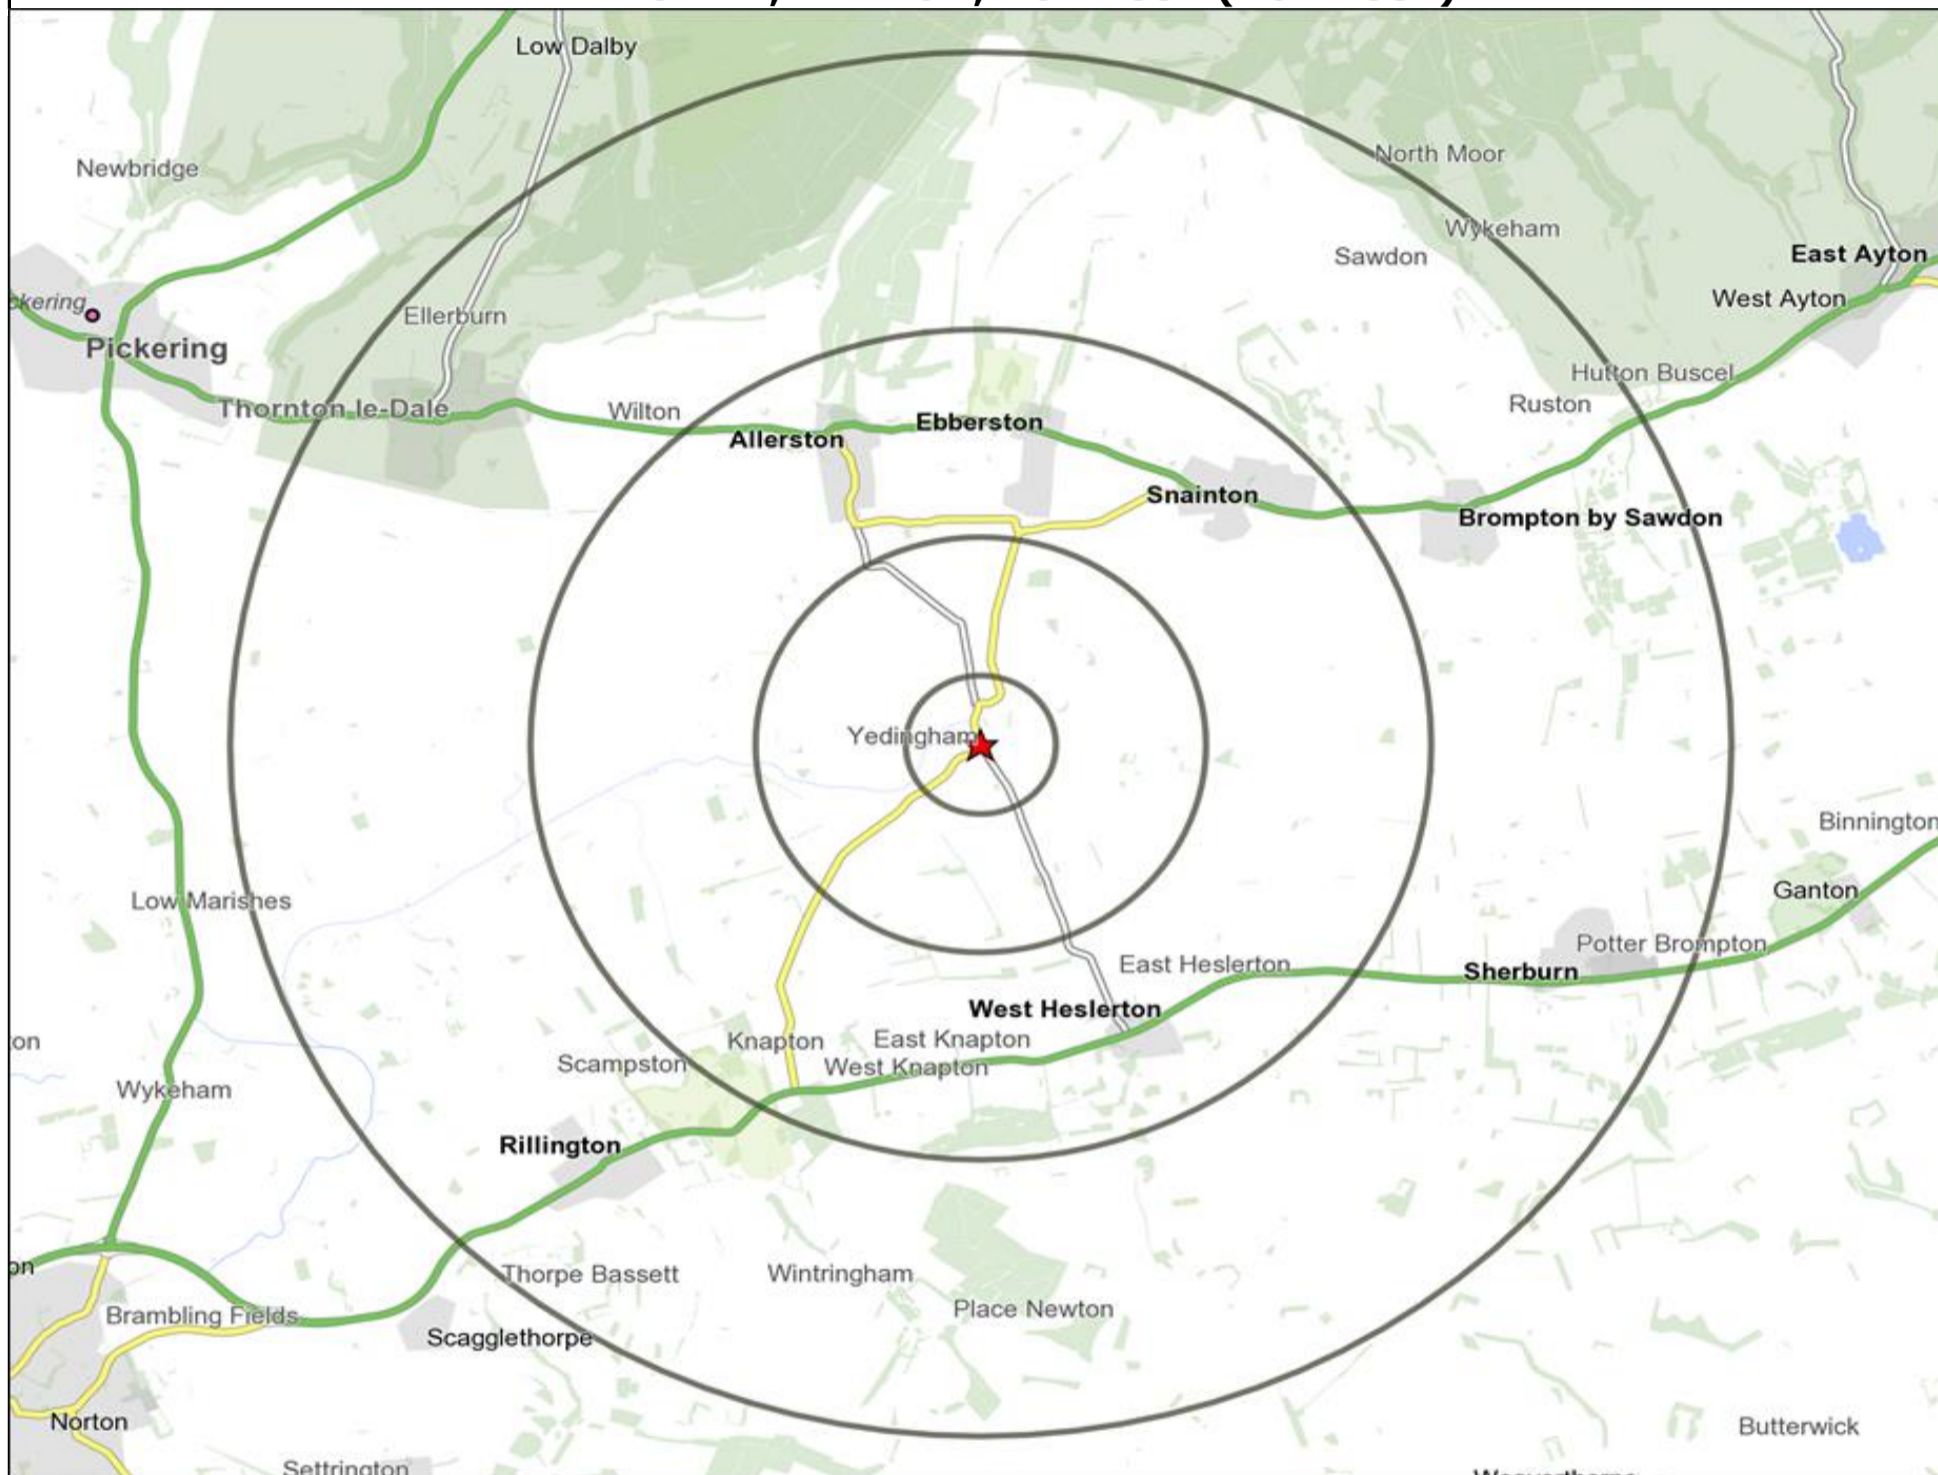 Low Dalby
North Moor
Newbridge
Wykeham
Sawdon
East Ayton
West Ayton
Ellerburn
Pickering
Hutton Buscel
Thornton le-Dale
Wilton
Ruston
Allerston
Ebberston
Snainton
Brompton by Sawdon
Yedingham
Binnington
Low Marishes
Ganton
Potter Brompton
East Heslerton
Sherburn
West Heslerton
Knapton
East Knapton
Scampston
West Knapton
Wykeham
Rillington
Thorpe Bassett
Wintringham
Place Newton
Brambling Fields
Scagglethorpe
Norton
Butterwick
Settrington